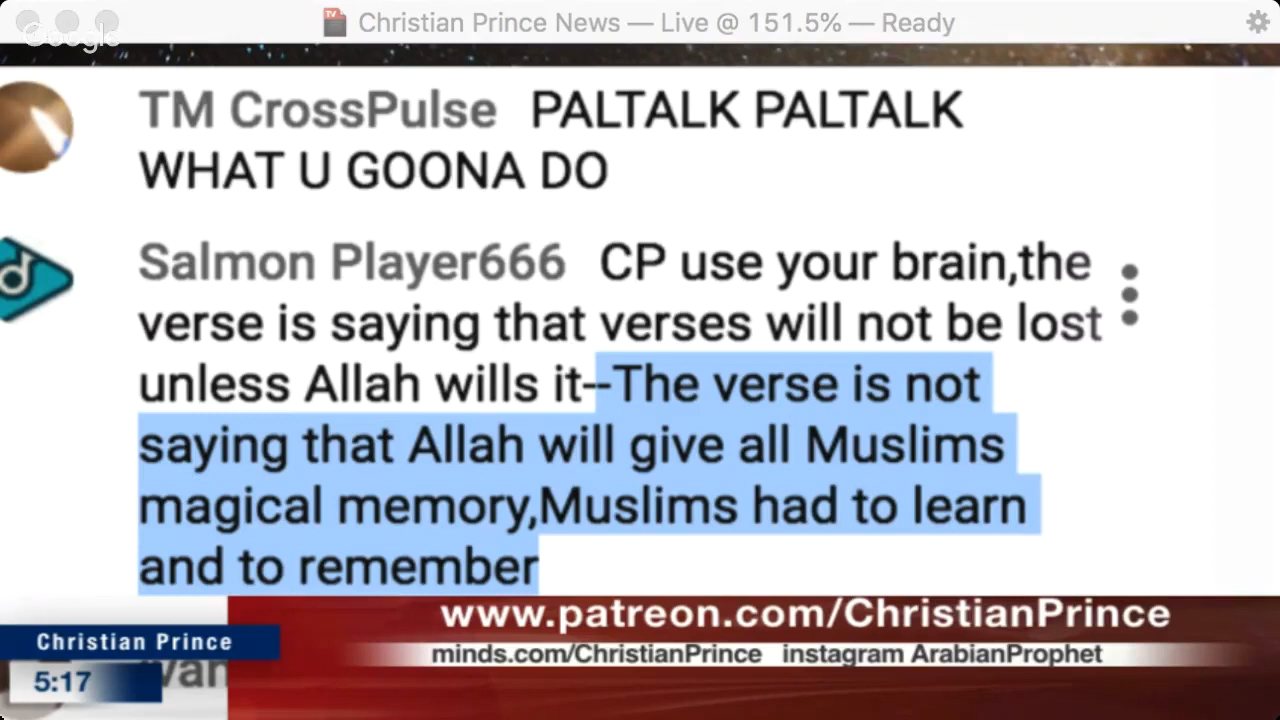 Google
TV
Christian Prince News — Live @ 151.5% — Ready
TM CrossPulse PALTALK PALTALK
WHAT U GOONA DO
Salmon Player666 CP use your brain,the
verse is saying that verses will not be lost
unless Allah wills it--The verse is not
saying that Allah will give all Muslims
magical memory,Muslims had to learn
and to remember
www.patreon.com/ChristianPrince
Christian Prince
minds.com/ChristianPrince instagram ArabianProphet
5:17